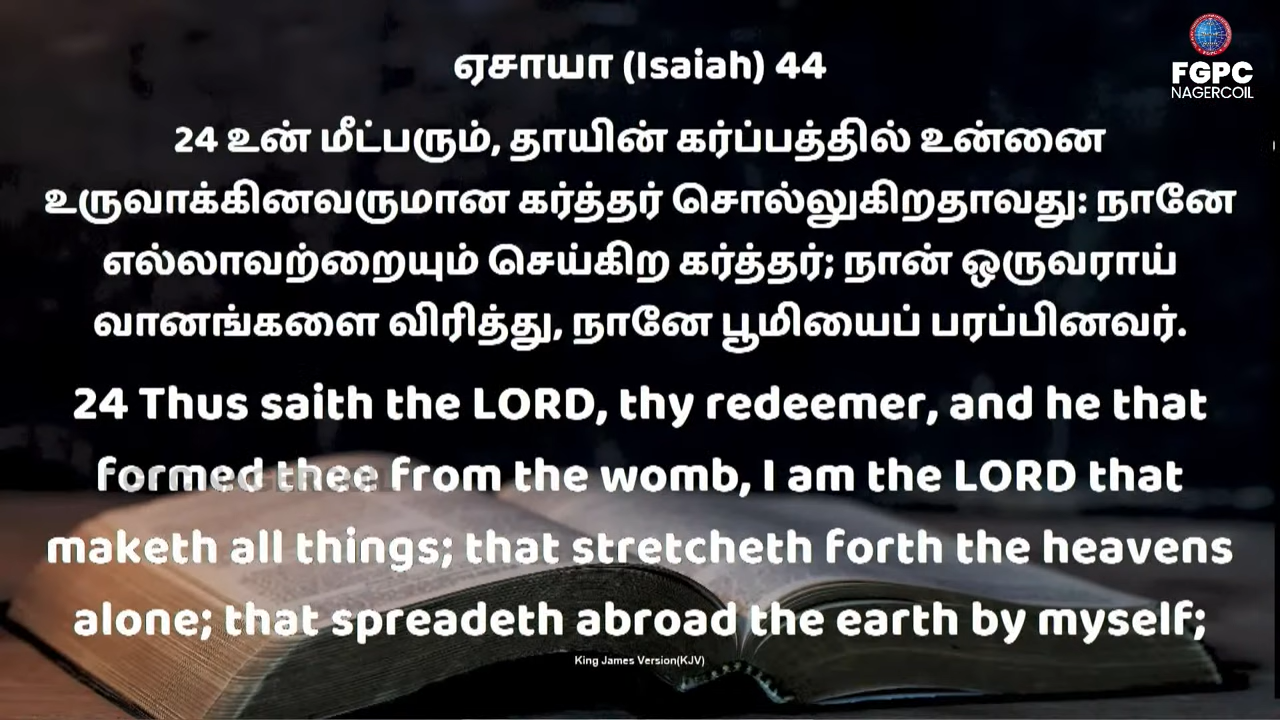 ஏசாயா (Isaiah) 44
FGPC
NAGERCOIL
24 உன் மீட்பரும், தாயின் கர்ப்பத்தில் உன்னை
உருவாக்கினவருமான கர்த்தர் சொல்லுகிறதாவது: நானே
எல்லாவற்றையும் செய்கிற கர்த்தர்; நான் ஒருவராய்
வானங்களை விரித்து, நானே பூமியைப் பரப்பினவர்.
24 Thus saith the LORD, thy redeemer, and he that
formed thee from the womb, I am the LORD that
maketh all things; that stretcheth forth the heavens
alone; that spreadeth abroad the earth by myself;
King James Version(KJV)